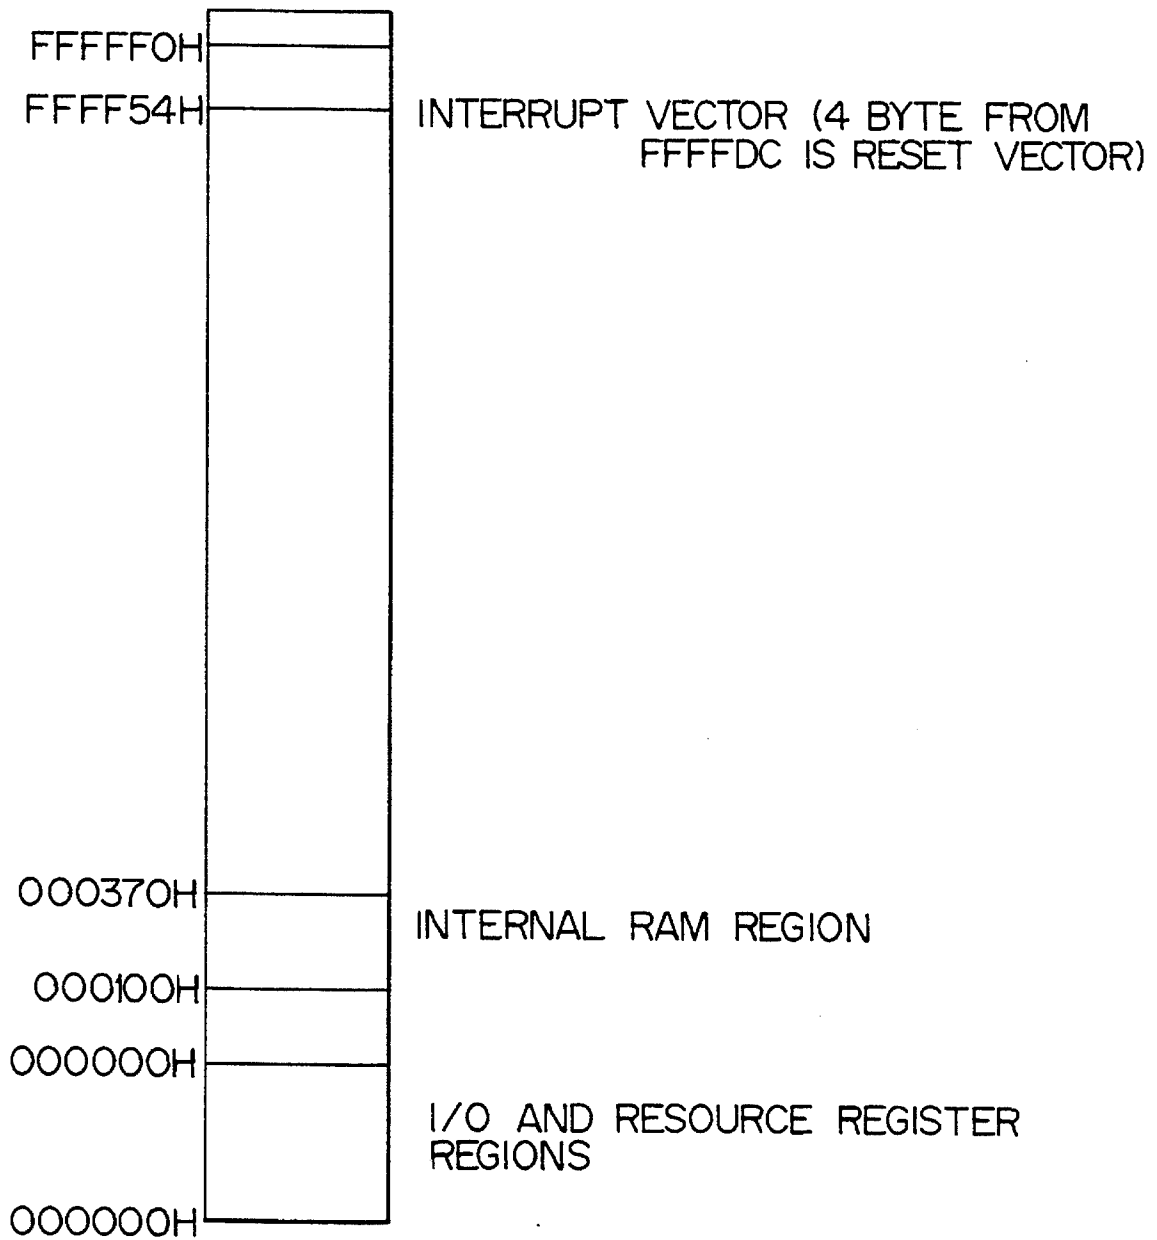 FFFFF0H
FFFF54H
INTERRUPT VECTOR (4 BYTE FROM
FFFFDC IS RESET VECTOR)
000370H
INTERNAL RAM REGION
000100H
000000H
I/O AND RESOURCE REGISTER
REGIONS
000000H